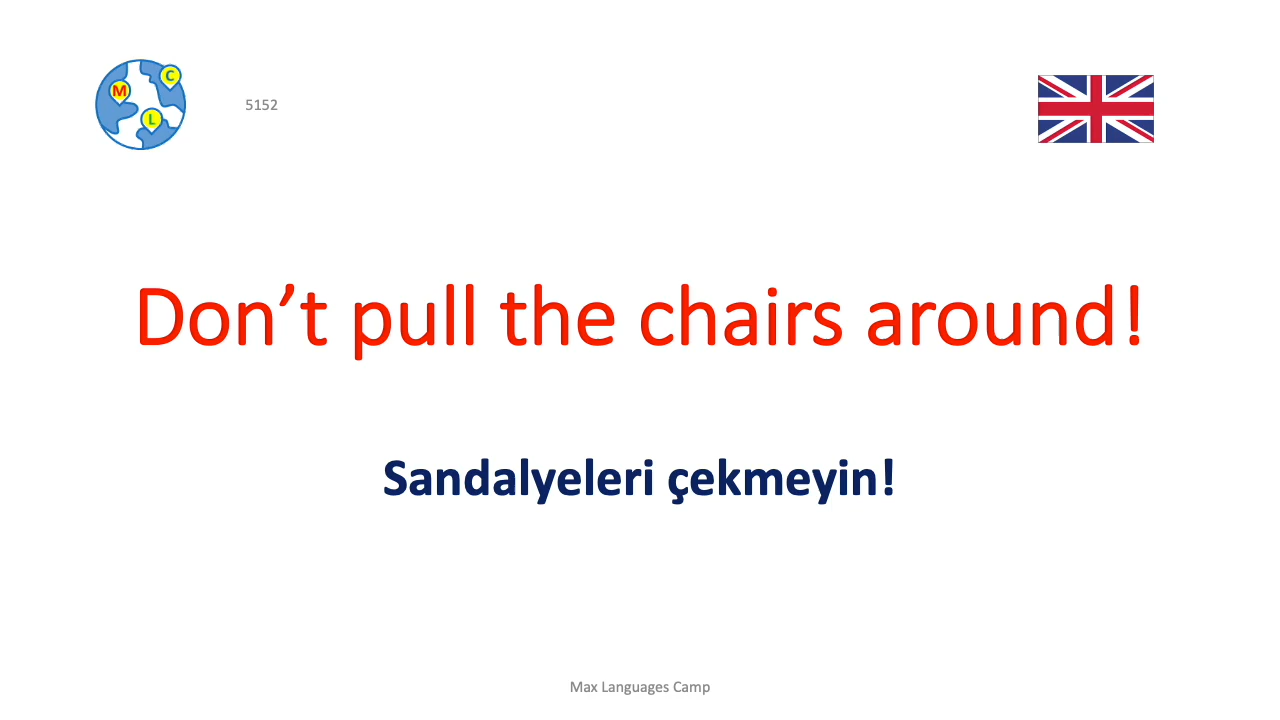 C
M
L
5152
Don’t pull the chairs around!
Sandalyeleri çekmeyin!
Max Languages Camp